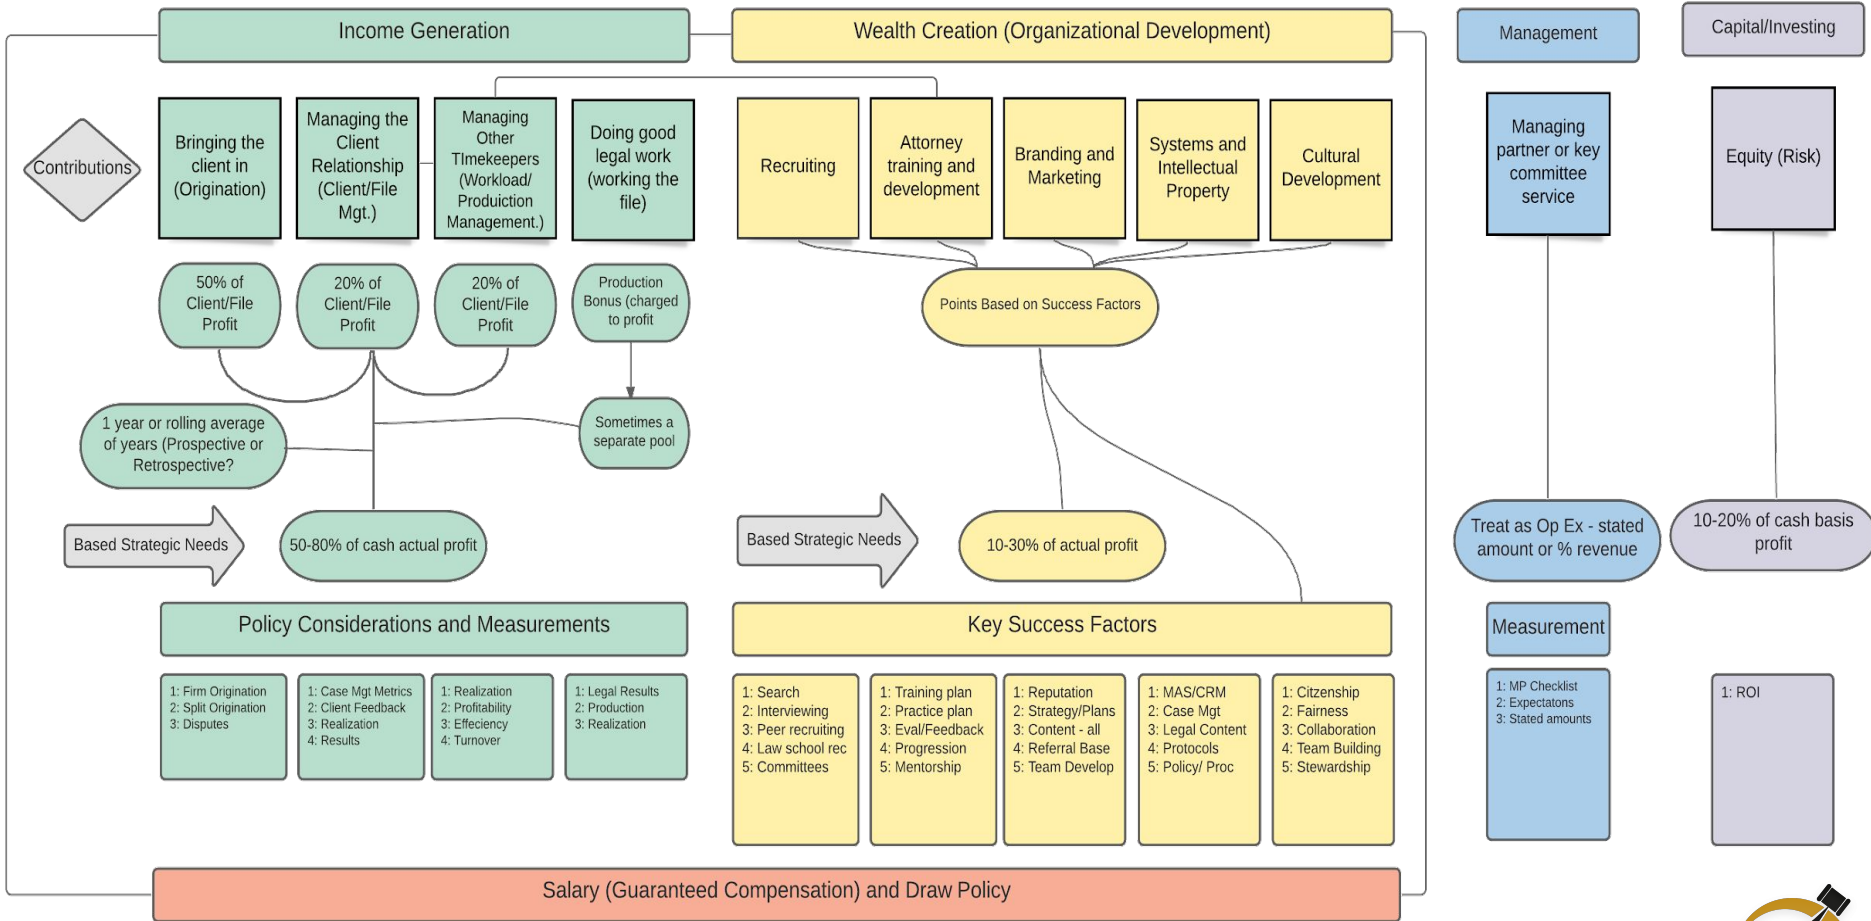 Income Generation
Wealth Creation (Organizational Development)
Management
Capital/Investing
Contributions
Bringing the
client in
(Origination)
Managing the
Client
Relationship
(Client/File
Mgt.)
Managing
Other
TImekeepers
(Workload/
Produiction
Management.)
Doing good
legal work
(working the
file)
Recruiting
Attorney
training and
development
Branding and
Marketing
Systems and
Intellectual
Property
Cultural
Development
Managing
partner or key
committee
service
Equity (Risk)
50% of
Client/File
Profit
20% of
Client/File
Profit
20% of
Client/File
Profit
Production
Bonus (charged
to profit
Points Based on Success Factors
1 year or rolling average
of years (Prospective or
Retrospective?
Sometimes a
separate pool
Based Strategic Needs
50-80% of cash actual profit
Based Strategic Needs
10-30% of actual profit
Treat as Op Ex - stated
amount or % revenue
10-20% of cash basis
profit
Policy Considerations and Measurements
Key Success Factors
Measurement
1: Firm Origination
2: Split Origination
3: Disputes
1: Case Mgt Metrics
2: Client Feedback
3: Realization
4: Results
1: Realization
2: Profitability
3: Effeciency
4: Turnover
1: Legal Results
2: Production
3: Realization
1: Search
2: Interviewing
3: Peer recruiting
4: Law school rec
5: Committees
1: Training plan
2: Practice plan
3: Eval/Feedback
4: Progression
5: Mentorship
1: Reputation
2: Strategy/Plans
3: Content - all
4: Referral Base
5: Team Develop
1: MAS/CRM
2: Case Mgt
3: Legal Content
4: Protocols
5: Policy/ Proc
1: Citzenship
2: Fairness
3: Collaboration
4: Team Building
5: Stewardship
1: MP Checklist
2: Expectatons
3: Stated amounts
1: ROI
Salary (Guaranteed Compensation) and Draw Policy